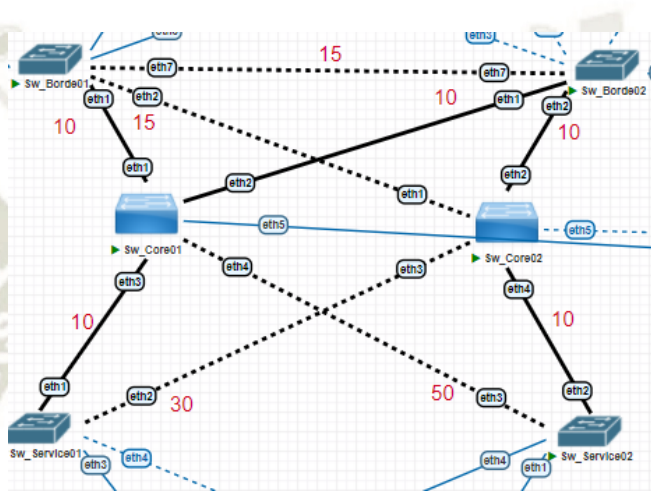 eth3
15
Sw_Borde01
eth7
eth7
Sw_Borde02
eth1
eth2
10
eth1
eth2
10
15
10
eth1
eth2
eth2
eth1
eth5
eth5
Sw_Core01
Sw_Core02
eth4
eth3
eth3
eth4
10
10
eth1
eth2
30
50
eth3
eth2
Sw_Service01
Sw_Service02
eth3
eth4
eth4
eth1